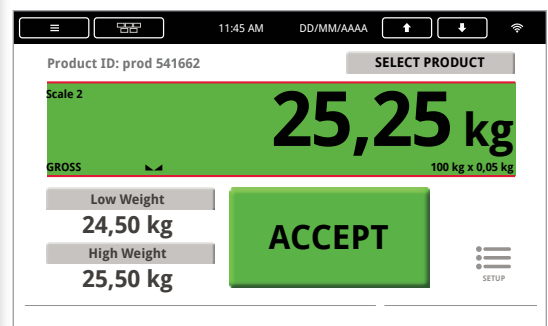 11:45 AM DD/MM/AAAA
Product ID: prod 541662 SELECT PRODUCT
Scale 2
25,25 kg
GROSS 100 kg x 0,05 kg
Low Weight
24,50 kg
ACCEPT
High Weight
25,50 kg
SETUP